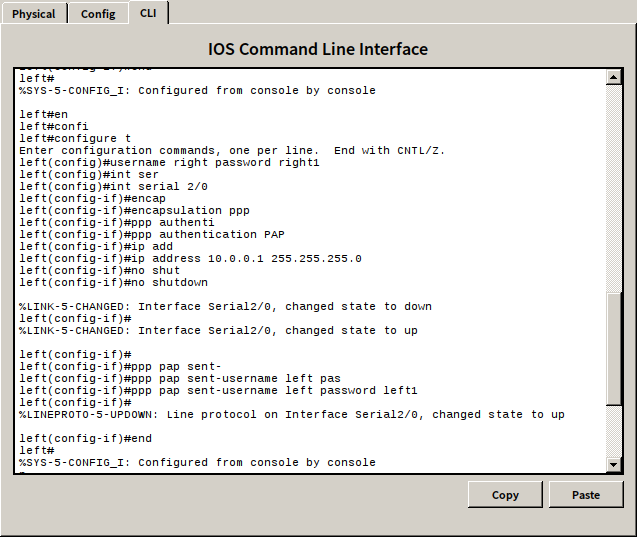 Physical Config CLI
IOS Command Line Interface
left(config-if)#end
left#
%SYS-5-CONFIG_I: Configured from console by console
left#en
left#confi
left#configure t
Enter configuration commands, one per line.  End with CNTL/Z.
left(config)#username right password right1
left(config)#int ser
left(config)#int serial 2/0
left(config-if)#encap
left(config-if)#encapsulation ppp
left(config-if)#ppp authenti
left(config-if)#ppp authentication PAP
left(config-if)#ip add
left(config-if)#ip address 10.0.0.1 255.255.255.0
left(config-if)#no shut
left(config-if)#no shutdown
%LINK-5-CHANGED: Interface Serial2/0, changed state to down
left(config-if)#
%LINK-5-CHANGED: Interface Serial2/0, changed state to up
left(config-if)#
left(config-if)#ppp pap sent-
left(config-if)#ppp pap sent-username left pas
left(config-if)#ppp pap sent-username left password left1
left(config-if)#
%LINEPROTO-5-UPDOWN: Line protocol on Interface Serial2/0, changed state to up
left(config-if)#end
left#
%SYS-5-CONFIG_I: Configured from console by console
Copy Paste